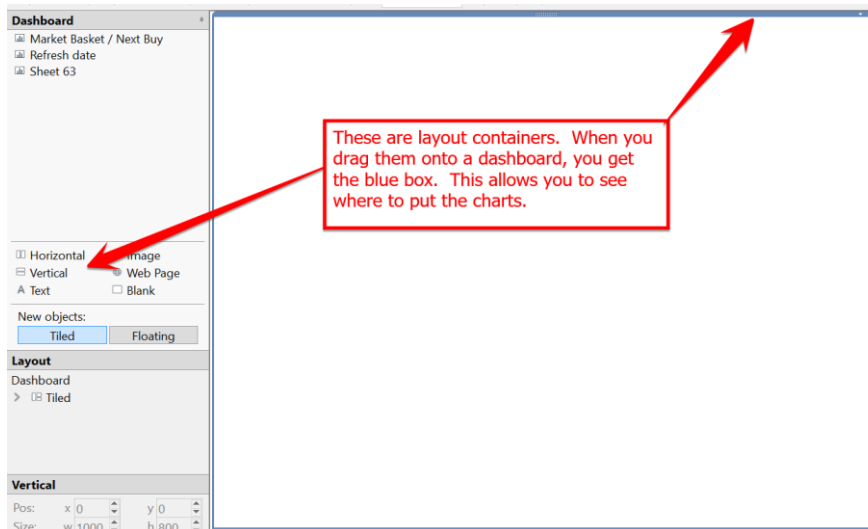 Dashboard
Market Basket / Next Buy
Refresh date
Sheet 63
These are layout containers. When you
drag them onto a dashboard, you get
the blue box. This allows you to see
where to put the charts.
Horizontal Image
Vertical Web Page
A Text Blank
New objects:
Tiled Floating
Layout
Dashboard
Tiled
Vertical
Pos: x 0 y 0
Size: w 1000 h 800